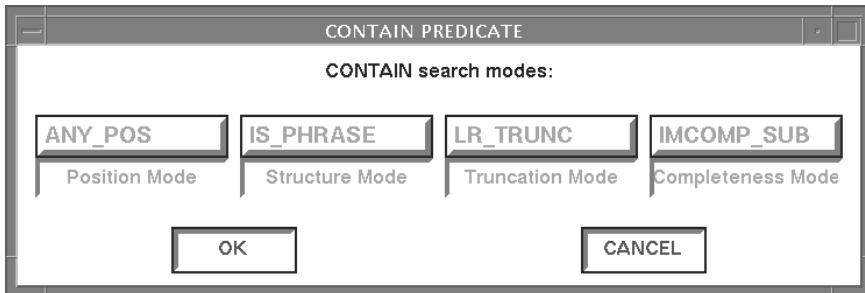 CONTAIN PREDICATE
CONTAIN search modes:
ANY_POS IS_PHRASE LR_TRUNC IMCOMP_SUB
Position Mode Structure Mode Truncation Mode Completeness Mode
OK CANCEL